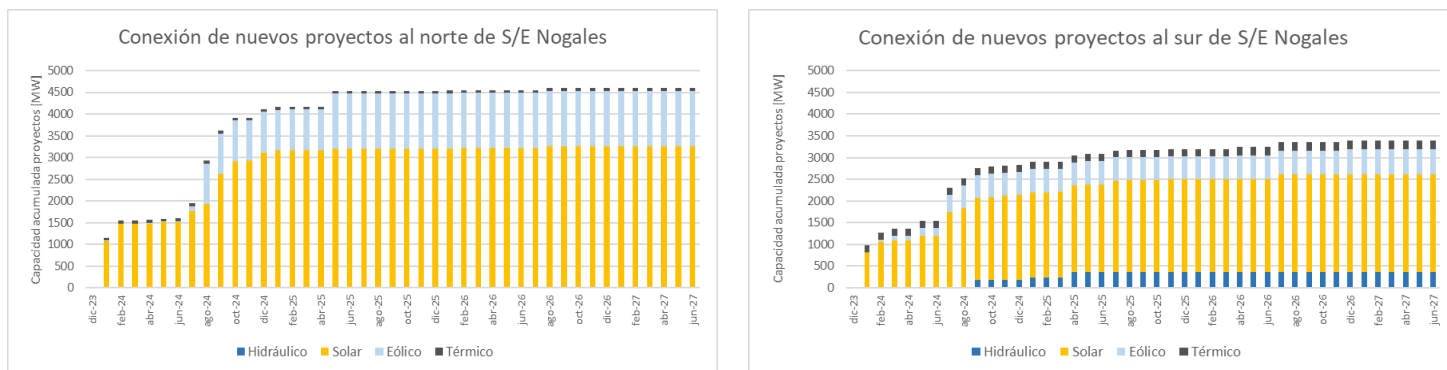 Conexión de nuevos proyectos al norte de S/E Nogales
Capacidad acumulada proyectos [MW]
5000
4500
4000
3500
3000
2500
2000
1500
1000
500
0
dic-23
feb-24
abr-24
jun-24
ago-24
oct-24
dic-24
feb-25
abr-25
jun-25
ago-25
oct-25
dic-25
feb-26
abr-26
jun-26
ago-26
oct-26
dic-26
feb-27
abr-27
jun-27
Hidráulico Solar Eólico Térmico
Conexión de nuevos proyectos al sur de S/E Nogales
Capacidad acumulada proyectos [MW]
5000
4500
4000
3500
3000
2500
2000
1500
1000
500
0
dic-23
feb-24
abr-24
jun-24
ago-24
oct-24
dic-24
feb-25
abr-25
jun-25
ago-25
oct-25
dic-25
feb-26
abr-26
jun-26
ago-26
oct-26
dic-26
feb-27
abr-27
jun-27
Hidráulico Solar Eólico Térmico